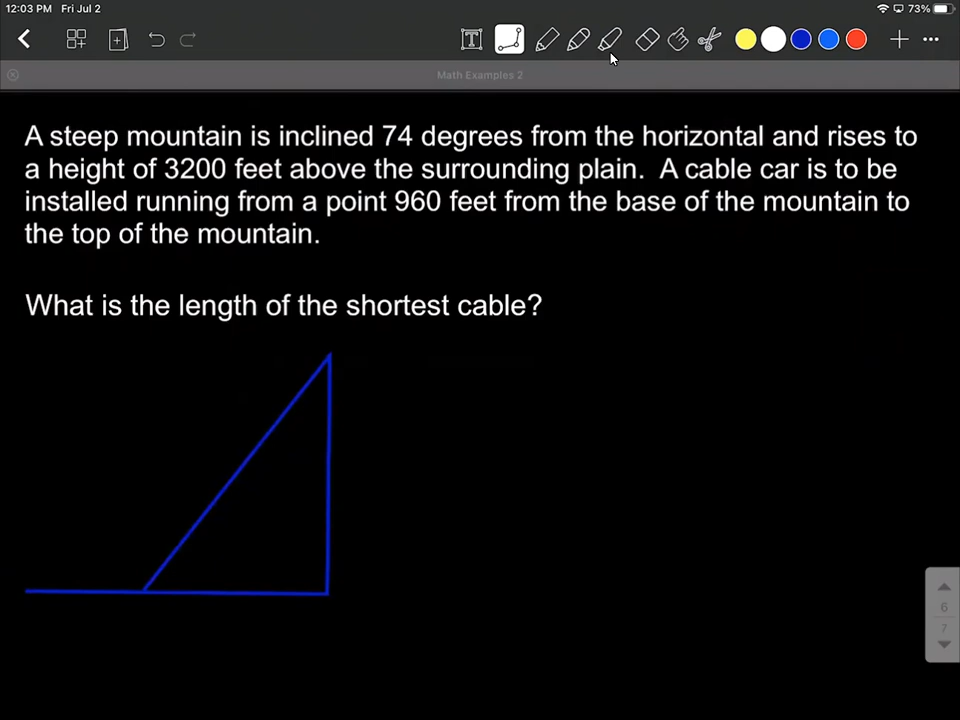 12:03 PM Fri Jul 2 73%
Math Examples 2
A steep mountain is inclined 74 degrees from the horizontal and rises to
a height of 3200 feet above the surrounding plain. A cable car is to be
installed running from a point 960 feet from the base of the mountain to
the top of the mountain.
What is the length of the shortest cable?
6
7